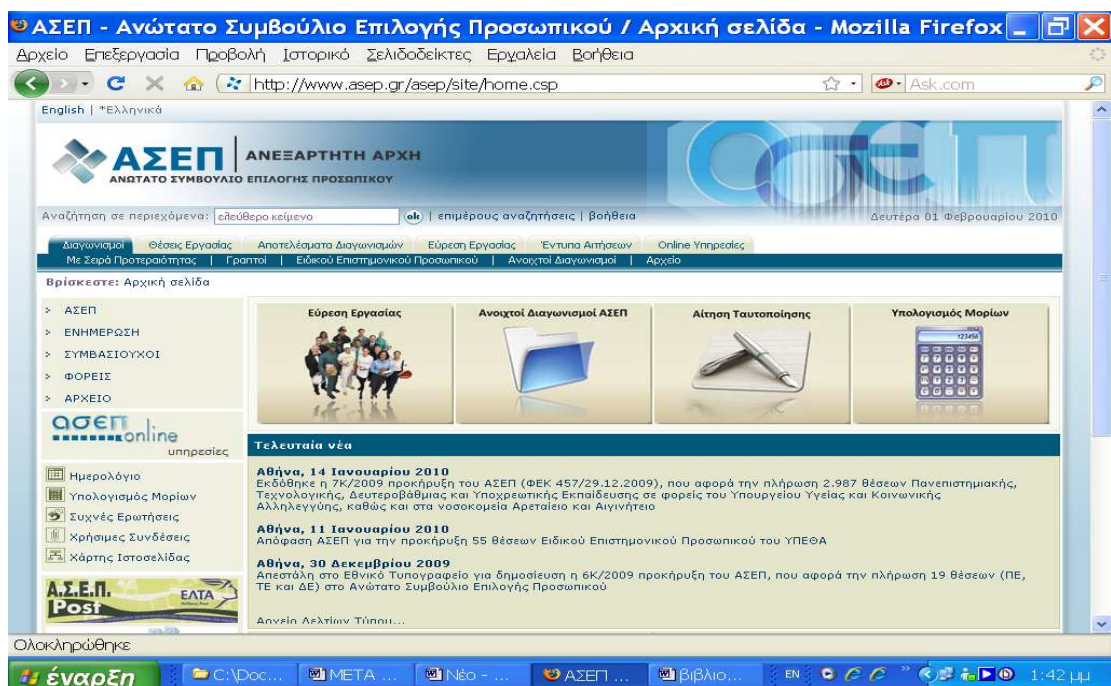 ΑΣΕΠ - Ανώτατο Συμβούλιο Επιλογής Προσωπικού / Αρχική σελίδα - Mozilla Firefox
Αρχείο Επεξεργασία Προβολή Ιστορικό Σελιδοδείκτες Εργαλεία Βοήθεια
http://www.asep.gr/asep/site/home.csp Ask.com
English | *Ελληνικά
ΑΣΕΠ ΑΝΕΞΑΡΤΗΤΗ ΑΡΧΗ
ΑΝΩΤΑΤΟ ΣΥΜΒΟΥΛΙΟ ΕΠΙΛΟΓΗΣ ΠΡΟΣΩΠΙΚΟΥ
ασεπ
Αναζήτηση σε περιεχόμενα: ελεύθερο κείμενο ok | επιμέρους αναζητήσεις | βοήθεια Δευτέρα 01 Φεβρουαρίου 2010
Διαγωνισμοί Θέσεις Εργασίας Αποτελέσματα Διαγωνισμών Εύρεση Εργασίας Έντυπα Αιτήσεων Online Υπηρεσίες
Με Σειρά Προτεραιότητας | Γραπτοί | Ειδικού Επιστημονικού Προσωπικού | Ανοιχτοί Διαγωνισμοί | Αρχείο
Βρίσκεστε: Αρχική σελίδα
> ΑΣΕΠ
> ΕΝΗΜΕΡΩΣΗ
> ΣΥΜΒΑΣΙΟΥΧΟΙ
> ΦΟΡΕΙΣ
> ΑΡΧΕΙΟ
ασεπ online
υπηρεσίες
Ημερολόγιο
Υπολογισμός Μορίων
Συχνές Ερωτήσεις
Χρήσιμες Συνδέσεις
Χάρτης Ιστοσελίδας
Α.Σ.Ε.Π. ΕΛΤΑ
Post
Εύρεση Εργασίας Ανοιχτοί Διαγωνισμοί ΑΣΕΠ Αίτηση Ταυτοποίησης Υπολογισμός Μορίων
123456
Τελευταία νέα
Αθήνα, 14 Ιανουαρίου 2010
Εκδόθηκε η 7Κ/2009 προκήρυξη του ΑΣΕΠ (ΦΕΚ 457/29.12.2009), που αφορά την πλήρωση 2.987 θέσεων Πανεπιστημιακής,
Τεχνολογικής, Δευτεροβάθμιας και Υποχρεωτικής Εκπαίδευσης σε φορείς του Υπουργείου Υγείας και Κοινωνικής
Αλληλεγγύης, καθώς και στα νοσοκομεία Αρεταίειο και Αιγινήτειο
Αθήνα, 11 Ιανουαρίου 2010
Απόφαση ΑΣΕΠ για την προκήρυξη 55 θέσεων Ειδικού Επιστημονικού Προσωπικού του ΥΠΕΘΑ
Αθήνα, 30 Δεκεμβρίου 2009
Απεστάλη στο Εθνικό Τυπογραφείο για δημοσίευση η 6Κ/2009 προκήρυξη του ΑΣΕΠ, που αφορά την πλήρωση 19 θέσεων (ΠΕ,
ΤΕ και ΔΕ) στο Ανώτατο Συμβούλιο Επιλογής Προσωπικού
Αρχείο Δελτίων Τύπου...
Ολοκληρώθηκε
έναρξη C:\Doc... META ... Νέο - ... ΑΣΕΠ ... βιβλιο... EN 1:42 μμ